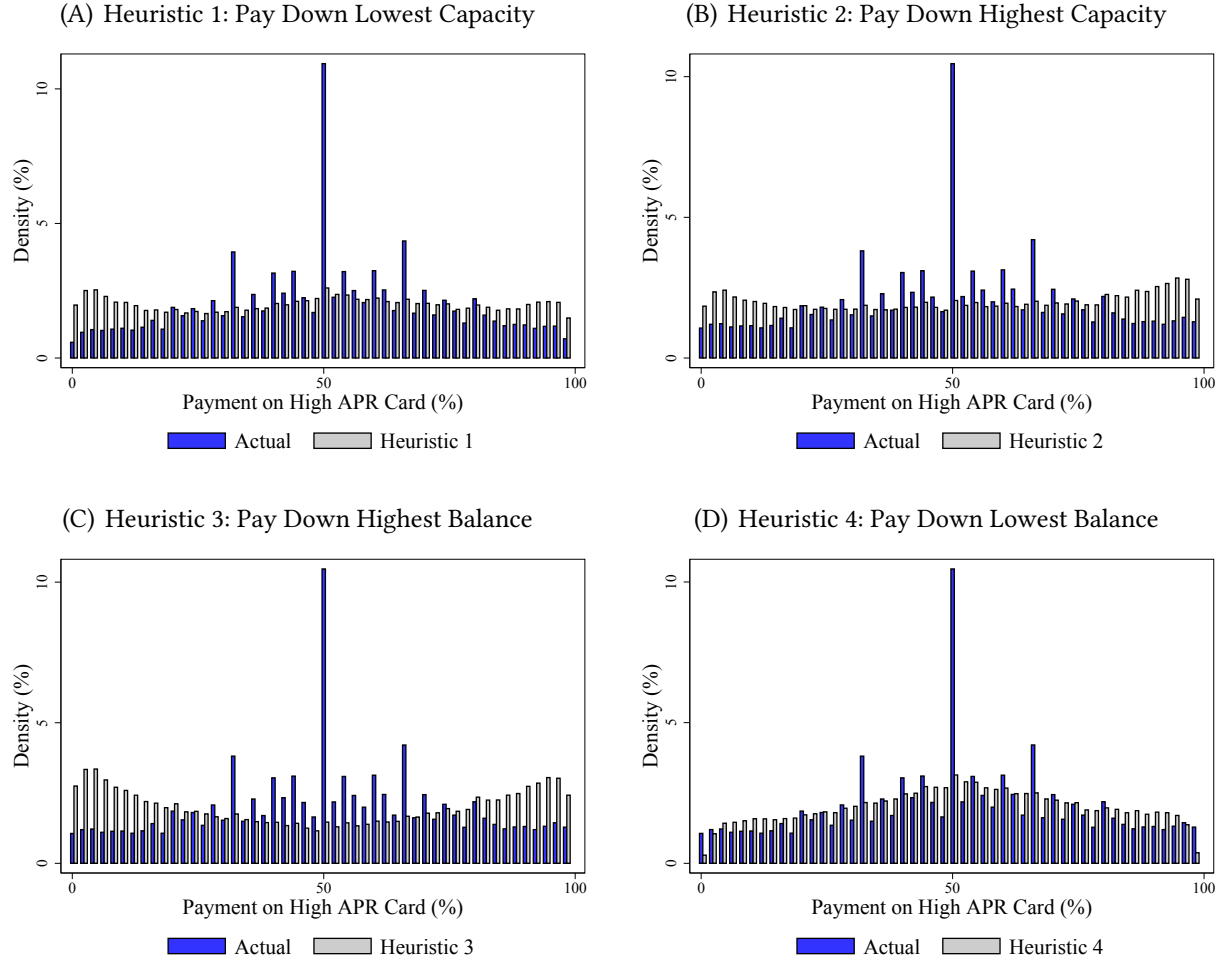 (A) Heuristic 1: Pay Down Lowest Capacity
Density (%)
10
5
0
0 50 100
Payment on High APR Card (%)
Actual Heuristic 1
(B) Heuristic 2: Pay Down Highest Capacity
Density (%)
10
5
0
0 50 100
Payment on High APR Card (%)
Actual Heuristic 2
(C) Heuristic 3: Pay Down Highest Balance
Density (%)
10
5
0
0 50 100
Payment on High APR Card (%)
Actual Heuristic 3
(D) Heuristic 4: Pay Down Lowest Balance
Density (%)
10
5
0
0 50 100
Payment on High APR Card (%)
Actual Heuristic 4